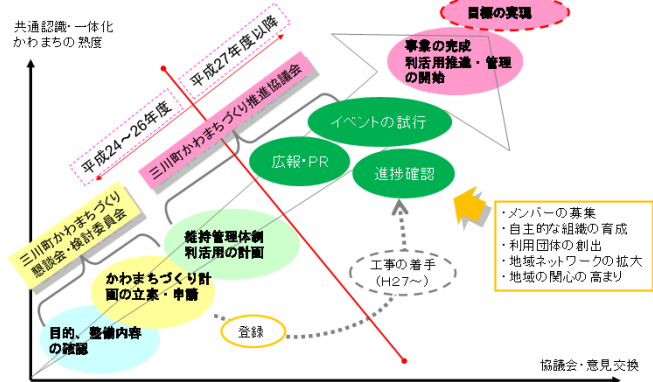 共通認識・一体化
かわまちの熟度
目標の実現
事業の完成
利活用推進・管理
の開始
平成27年度以降
平成24～26年度
三川町かわまちづくり推進協議会
イベントの試行
広報・PR
進捗確認
三川町かわまちづくり
懇談会・検討委員会
維持管理体制
利活用の計画
・メンバーの募集
・自主的な組織の育成
・利用団体の創出
・地域ネットワークの拡大
・地域の関心の高まり
かわまちづくり計
画の立案・申請
工事の着手
(H27～)
目的、整備内容
の確認
登録
協議会・意見交換